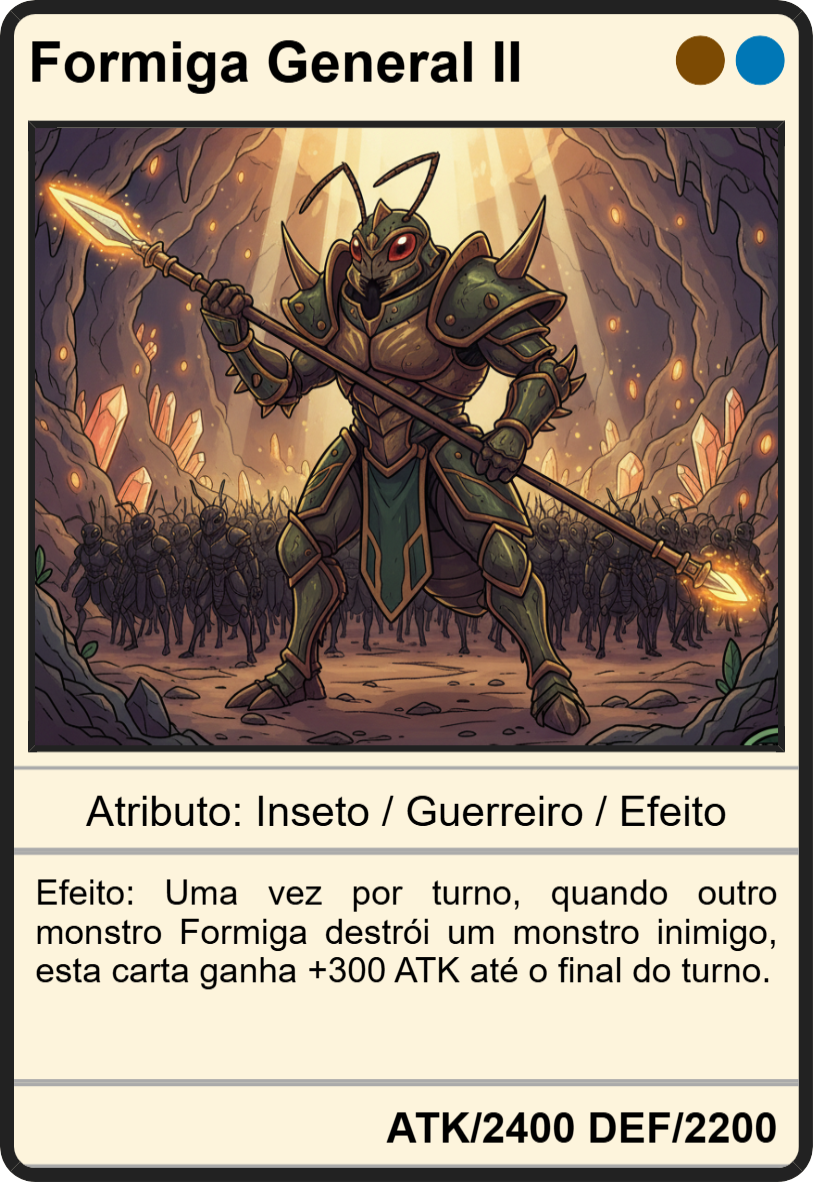 Formiga General II
Atributo: Inseto / Guerreiro / Efeito
Efeito: Uma vez por turno, quando outro
monstro Formiga destrói um monstro inimigo,
esta carta ganha +300 ATK até o final do turno.
ATK/2400 DEF/2200